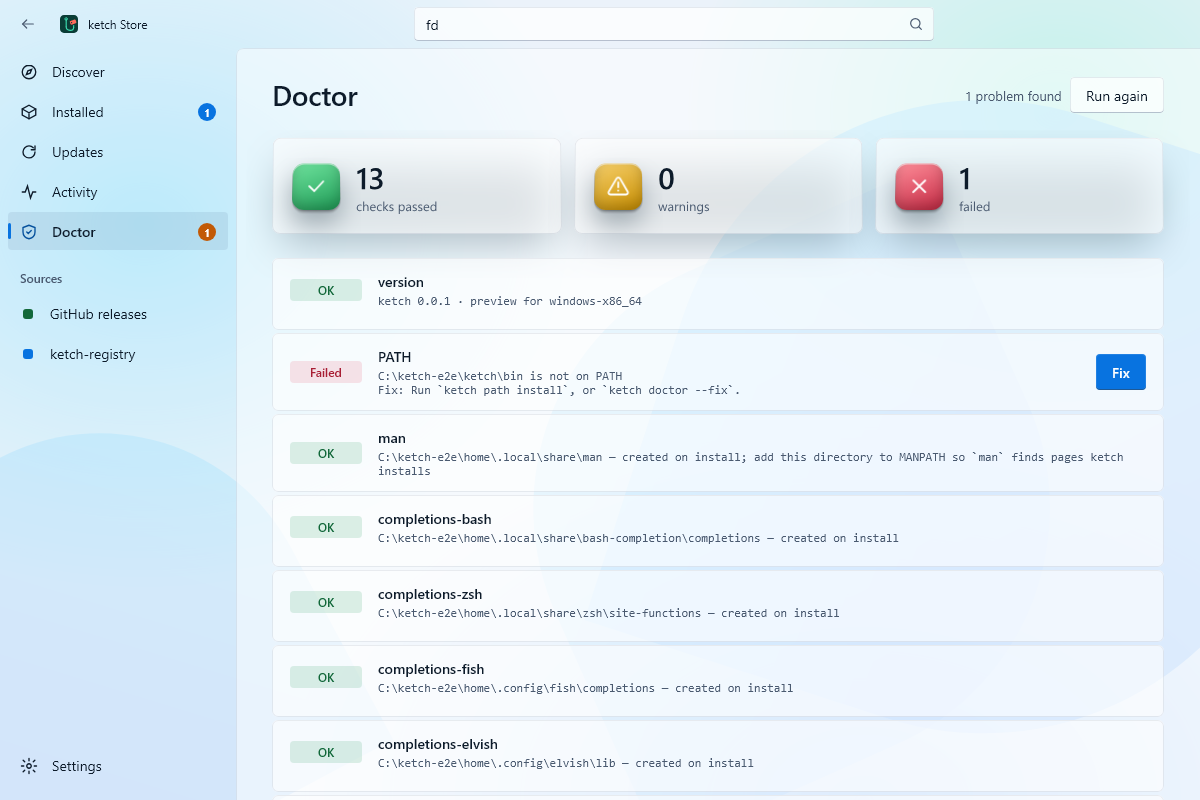 ketch Store
fd
Discover
Installed
1
Updates
Activity
Doctor
1
Sources
GitHub releases
ketch-registry
Settings
Doctor
1 problem found
Run again
13
checks passed
0
warnings
1
failed
OK
version
ketch 0.0.1 · preview for windows-x86_64
Failed
PATH
C:\ketch-e2e\ketch\bin is not on PATH
Fix: Run `ketch path install`, or `ketch doctor --fix`.
Fix
OK
man
C:\ketch-e2e\home\.local\share\man — created on install; add this directory to MANPATH so `man` finds pages ketch
installs
OK
completions-bash
C:\ketch-e2e\home\.local\share\bash-completion\completions — created on install
OK
completions-zsh
C:\ketch-e2e\home\.local\share\zsh\site-functions — created on install
OK
completions-fish
C:\ketch-e2e\home\.config\fish\completions — created on install
OK
completions-elvish
C:\ketch-e2e\home\.config\elvish\lib — created on install